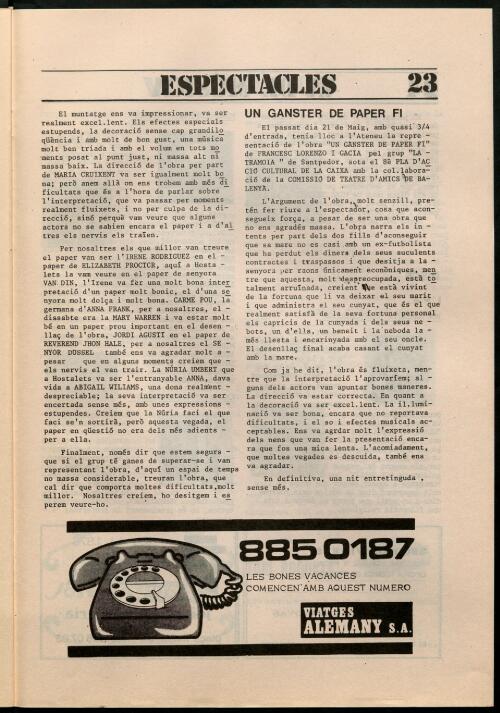 ESPECTACLES 23
El muntatge ens va impressionar, va ser
realment excel.lent. Els efectes especials
estupends, la decoració sense cap grandilo
qüència i amb molt de bon gust, una música
molt ben triada i amb el volum en tots mo
ments posat al punt just, ni massa alt ni
massa baix. La direcció de l'obra per part
de MARIA CRUIXENT va ser igualment molt bo
na; però anem allà on ens trobem amb més di
ficultats que és a l'hora de parlar sobre
l'interpretació, que va passar per moments
realment fluixets, i no per culpa de la di-
recció, sinó perquè vam veure que alguns
actors no se sabien encara el paper i a d'al
tres els nervis els traïen.
Per nosaltres els que millor van treure
el paper van ser l'IRENE RODRIGUEZ en el -
paper de ELIZABETH PROCTOR, aquí a Hosta -
lets la vam veure en el paper de senyora
VAN DIN, l'Irene va fer una molt bona inter
pretació d'un paper molt bonic, el d'una se
nyora molt dolça i molt bona. CARME POU, la
germana d'ANNA FRANK, per a nosaltres, el -
dissabte era la MARY WARREN i va estar molt
bé en un paper prou important en el desen -
llaç de l'obra, JORDI AGUSTI en el paper de
REVEREND JHON HALE, per a nosaltres el SE -
NYOR DUSSEL també ens va agradar molt a -
pesar que en alguns moments creiem que -
els nervis el van trair. La NÚRIA UMBERT que
a Hostalets va ser l'entranyable ANNA, dava
vida a ABIGAIL WILLAMS, una dona realment -
despreciable; la seva interpretació va ser
encertada sense més, amb unes expressions -
estupendes. Creiem que la Núria faci el que
faci se'n sortirà, però aquesta vegada, el
paper en qüestió no era dels més adients -
per a ella.
Finalment, només dir que estem segurs -
que si el grup té ganes de superar-se i van
representant l'obra, d'aquí un espai de temps
no massa considerable, treuran l'obra, que
cal dir que comporta moltes dificultats,molt
millor. Nosaltres creiem, ho desitgem i es
perem veure-ho.
UN GANSTER DE PAPER FI
El passat dia 21 de Maig, amb quasi 3/4
d'entrada, tenia lloc a l'Ateneu la repre -
sentació de l'obra "UN GANSTER DE PAPER FI"
de FRANCESC LORENZO I GACIA pel grup "LA -
TRAMOIA " de Santpedor, sota el 8è PLA D'AC
CIÓ CULTURAL DE LA CAIXA amb la col.labora-
ció de la COMISSIÓ DE TEATRE D'AMICS DE BA-
LENYÀ.
L'Argument de l'obra, molt senzill, pre-
tén fer riure a l'espectador, cosa que acon-
segueix força, a pesar de ser una obra que
no ens agradés massa. L'obra narra els in -
tents per part dels dos fills d'aconseguir
que sa mare no es casi amb un ex-futbolista
que ha perdut els diners dels seus suculents
contractes i traspassos i que desitja a la -
senyora per raons únicament econòmiques, men
tre que aquesta, molt despreocupada, està to
talment arruïnada, creient que està vivint
de la fortuna que li va deixar el seu marit
i que administra el seu cunyat, que és el que
realment satisfà de la seva fortuna personal
els capricis de la cunyada i dels seus ne -
bots, un d'ells, un beneit i la neboda la -
més llesta i encarinyada amb el seu oncle.
El desenllaç final acaba casant el cunyat
amb la mare.
Com ja he dit, l'obra és fluixeta, men-
tre que la interpretació l'aprovaríem; al -
guns dels actors van apuntar bones maneres.
La direcció va estar correcta. En quant a
la decoració va ser excel.lent. La il.lumi-
nació va ser bona, encara que no reportava
dificultats, i el so i efectes musicals ac-
ceptables. Ens va agradar molt l'expressió
dels nens que van fer la presentació enca-
ra que fos una mica lenta. L'acomiadament,
que moltes vegades es descuida, també ens
va agradar.
En definitiva, una nit entretinguda ,
sense més.
885 0187
LES BONES VACANCES
COMENCEN AMB AQUEST NUMERO
VIATGES
ALEMANY S.A.